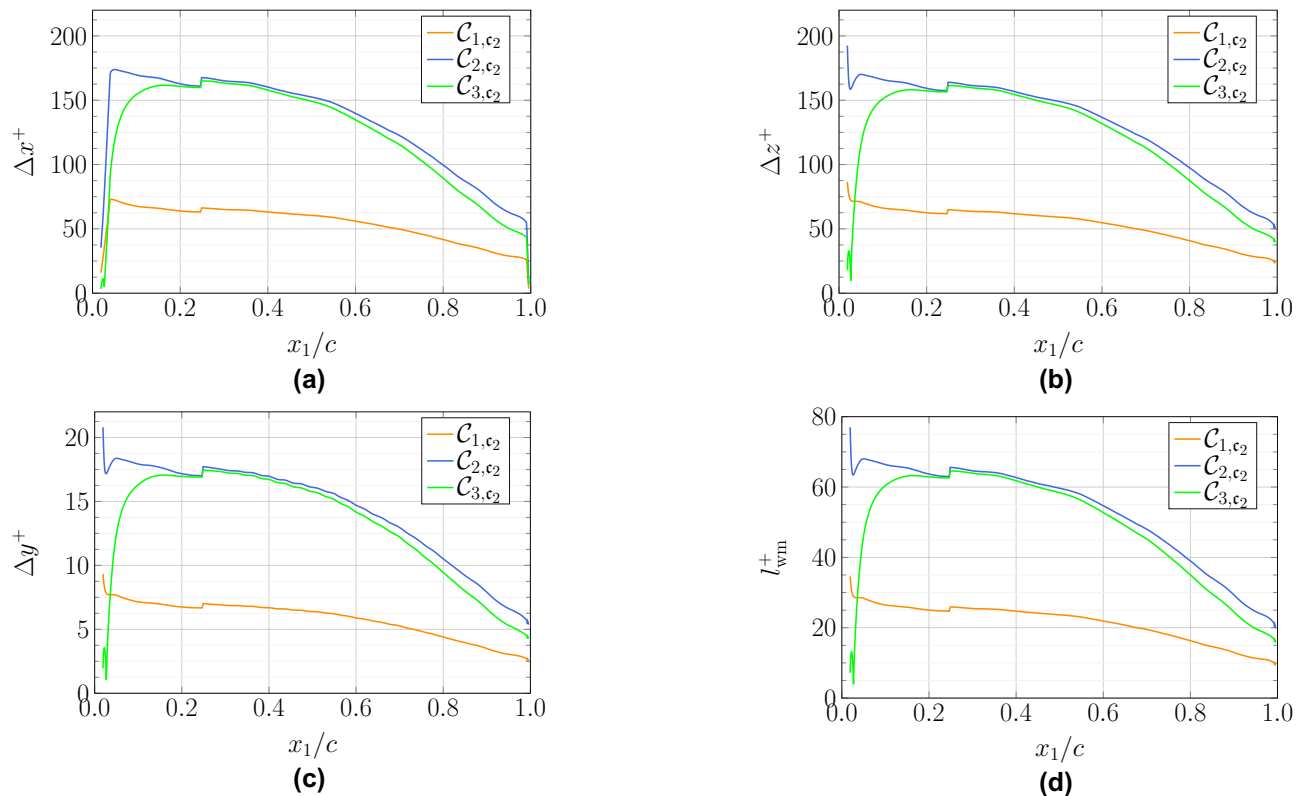 200
150
100
50
0
0.0 0.2 0.4 0.6 0.8 1.0
Δx⁺
x₁/c
𝒞₁,𝔠₂
𝒞₂,𝔠₂
𝒞₃,𝔠₂
(a)
200
150
100
50
0
0.0 0.2 0.4 0.6 0.8 1.0
Δz⁺
x₁/c
𝒞₁,𝔠₂
𝒞₂,𝔠₂
𝒞₃,𝔠₂
(b)
20
15
10
5
0
0.0 0.2 0.4 0.6 0.8 1.0
Δy⁺
x₁/c
𝒞₁,𝔠₂
𝒞₂,𝔠₂
𝒞₃,𝔠₂
(c)
80
60
40
20
0
0.0 0.2 0.4 0.6 0.8 1.0
l⁺wm
x₁/c
𝒞₁,𝔠₂
𝒞₂,𝔠₂
𝒞₃,𝔠₂
(d)